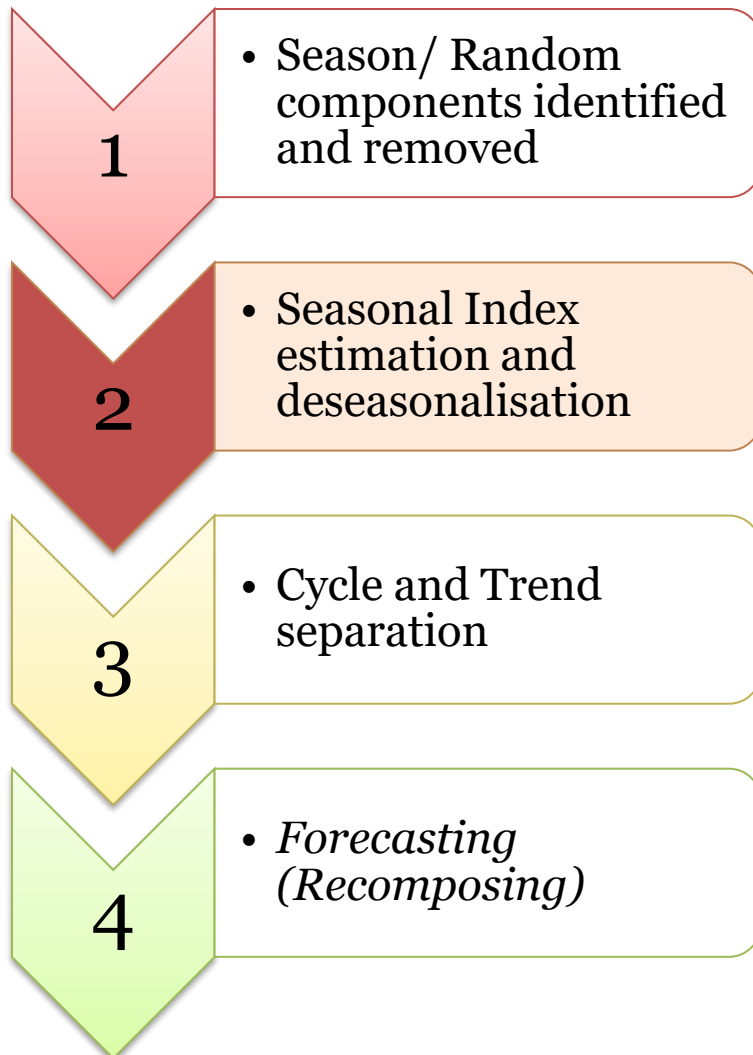 1
• Season/ Random
components identified
and removed
2
• Seasonal Index
estimation and
deseasonalisation
3
• Cycle and Trend
separation
4
• Forecasting
(Recomposing)